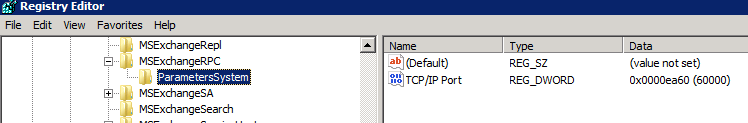 Registry Editor
File Edit View Favorites Help
MSExchangeRepl
MSExchangeRPC
ParametersSystem
MSExchangeSA
MSExchangeSearch
Name Type Data
(Default) REG_SZ (value not set)
TCP/IP Port REG_DWORD 0x0000ea60 (60000)